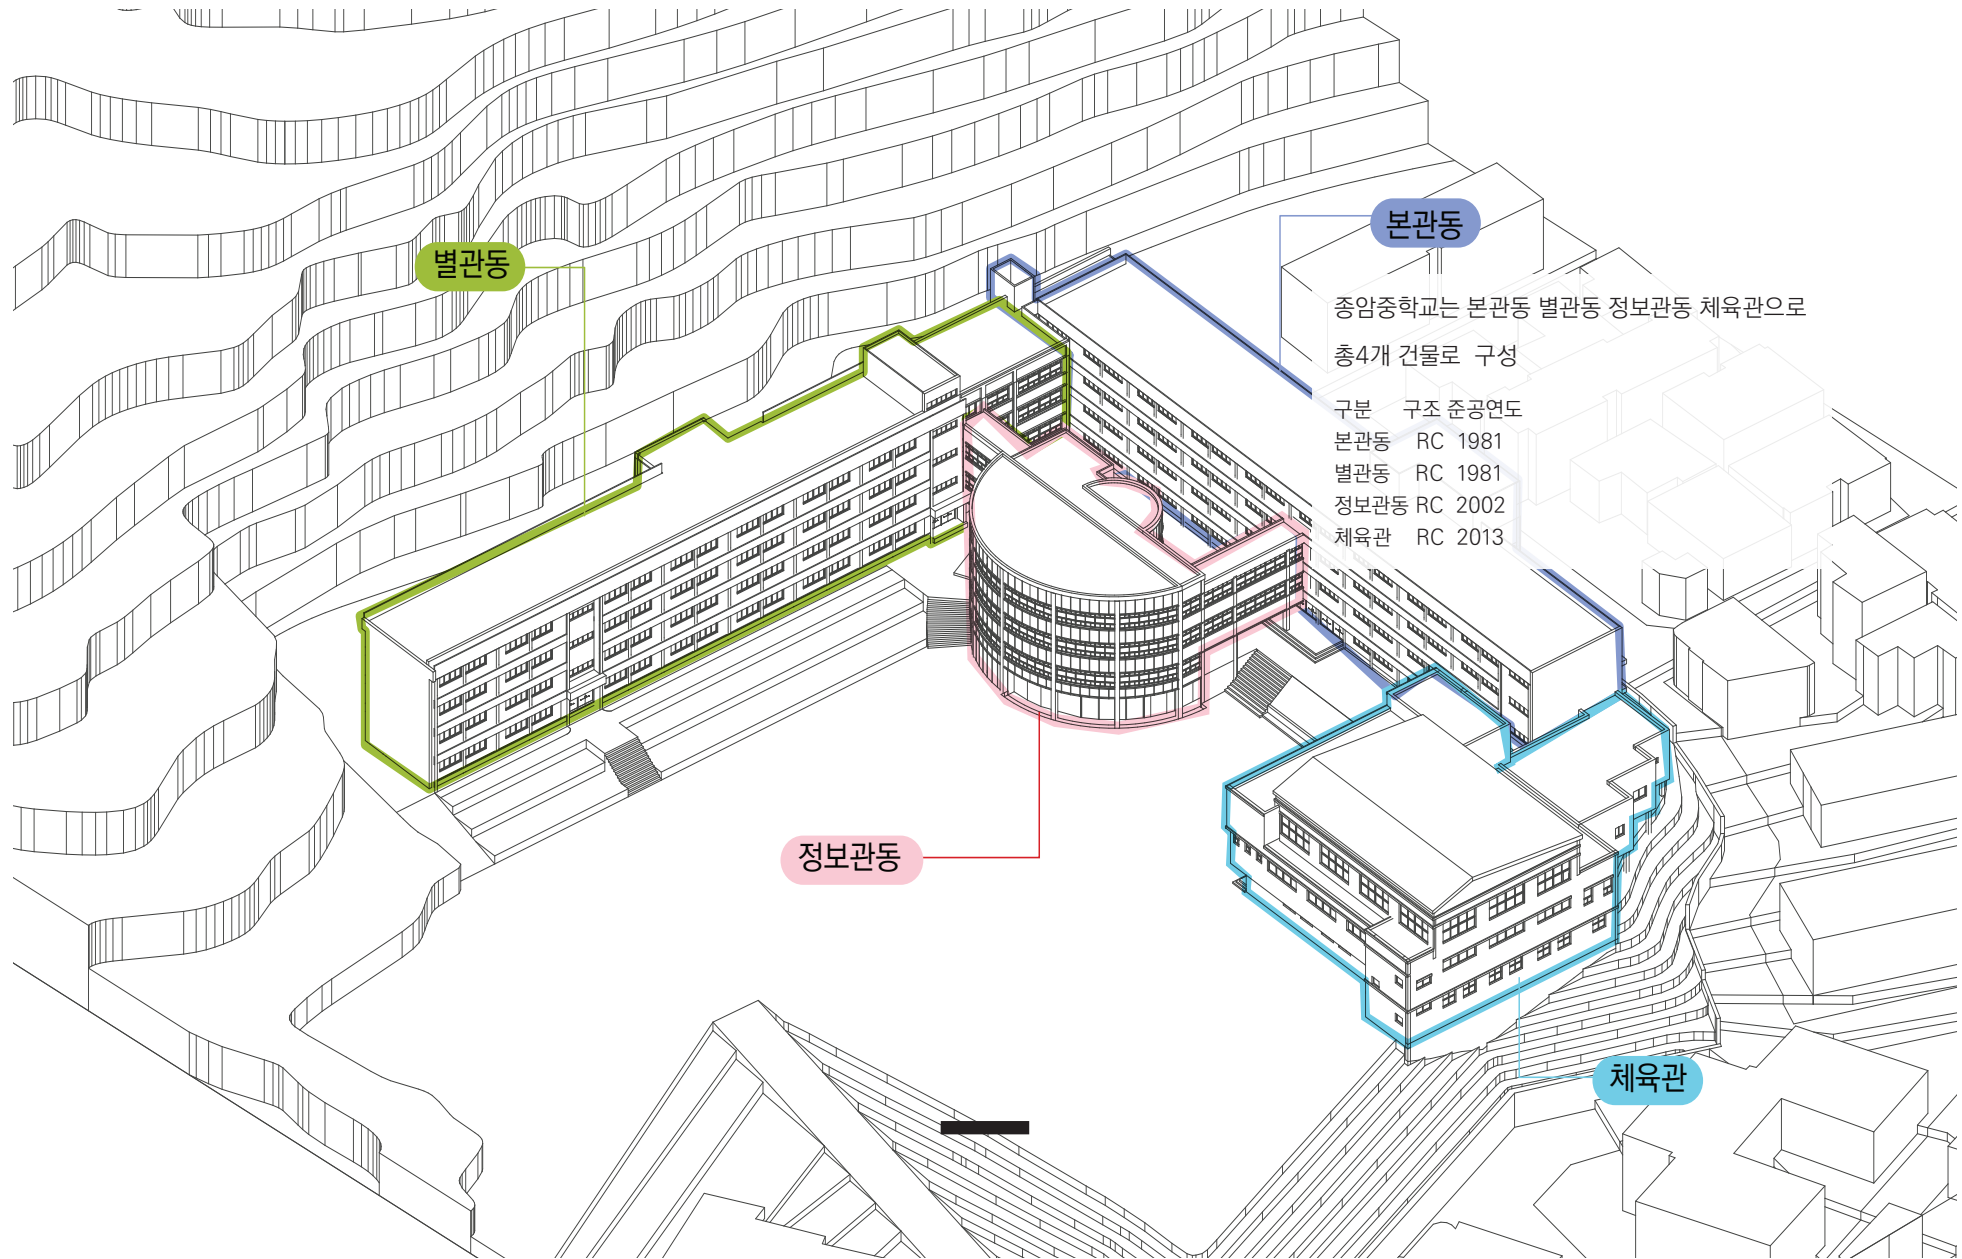 본관동
별관동
종암중학교는 본관동 별관동 정보관동 체육관으로
총4개 건물로 구성
구분 구조 준공연도
본관동 RC 1981
별관동 RC 1981
정보관동 RC 2002
체육관 RC 2013
정보관동
체육관